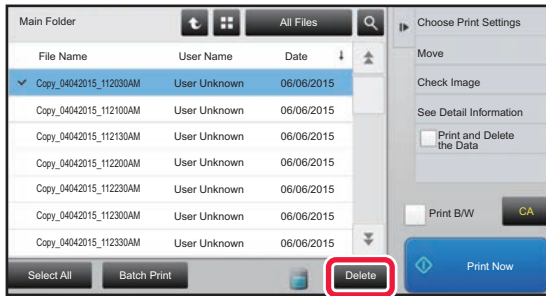 Main Folder
All Files
File Name User Name Date
Copy_04042015_112030AM User Unknown 06/06/2015
Copy_04042015_112100AM User Unknown 06/06/2015
Copy_04042015_112130AM User Unknown 06/06/2015
Copy_04042015_112200AM User Unknown 06/06/2015
Copy_04042015_112230AM User Unknown 06/06/2015
Copy_04042015_112300AM User Unknown 06/06/2015
Copy_04042015_112330AM User Unknown 06/06/2015
Select All Batch Print Delete
Choose Print Settings
Move
Check Image
See Detail Information
Print and Delete
the Data
Print B/W CA
Print Now